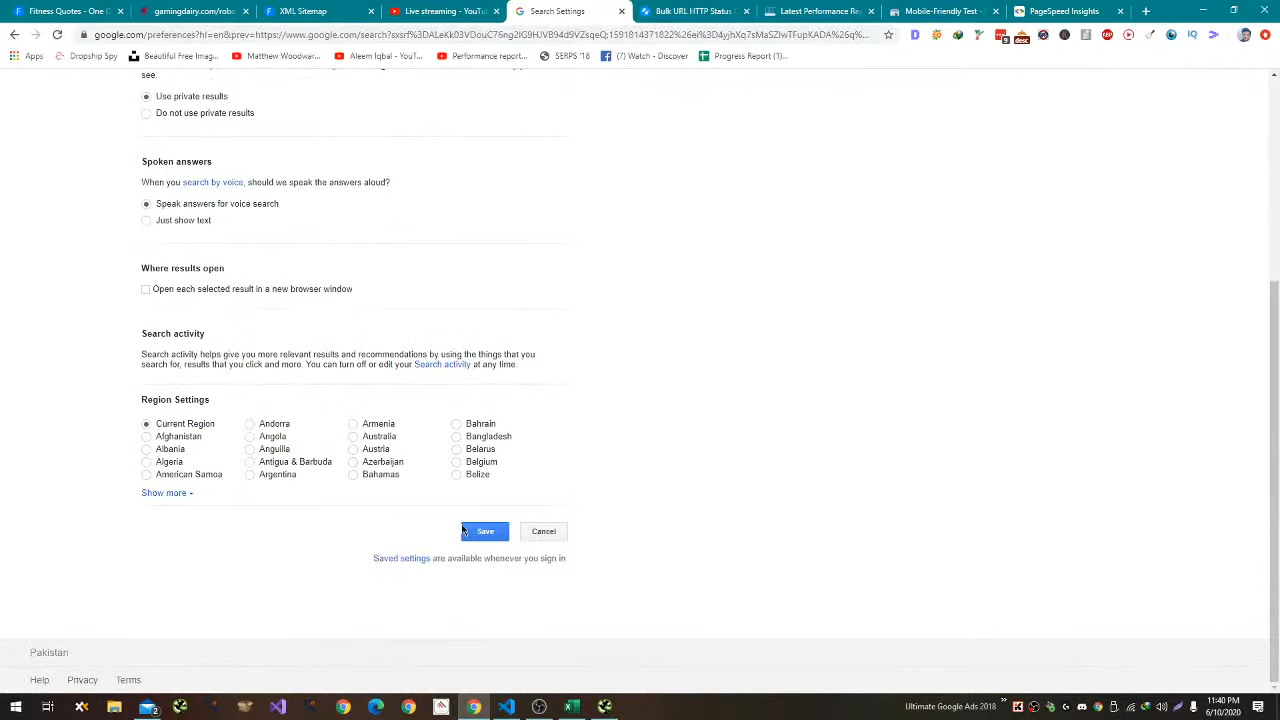 Fitness Quotes - One C
gamingdairy.com/robo
XML Sitemap
Live streaming - YouTu
Search Settings
Bulk URL HTTP Status C
Latest Performance Re
Mobile-Friendly Test -
PageSpeed Insights
Apps
Dropship Spy
Beautiful Free Imag...
Matthew Woodwar...
Aleem Iqbal - YouT...
Performance report...
SERPS '18
(7) Watch - Discover
Progress Report (1)...
see.
Use private results
Do not use private results
Spoken answers
When you search by voice, should we speak the answers aloud?
Speak answers for voice search
Just show text
Where results open
Open each selected result in a new browser window
Search activity
Search activity helps give you more relevant results and recommendations by using the things that you
search for, results that you click and more. You can turn off or edit your Search activity at any time.
Region Settings
Current Region Andorra Armenia Bahrain
Afghanistan Angola Australia Bangladesh
Albania Anguilla Austria Belarus
Algeria Antigua & Barbuda Azerbaijan Belgium
American Samoa Argentina Bahamas Belize
Show more
Save Cancel
Saved settings are available whenever you sign in.
Pakistan
Help Privacy Terms
Ultimate Google Ads 2018
11:40 PM
6/10/2020